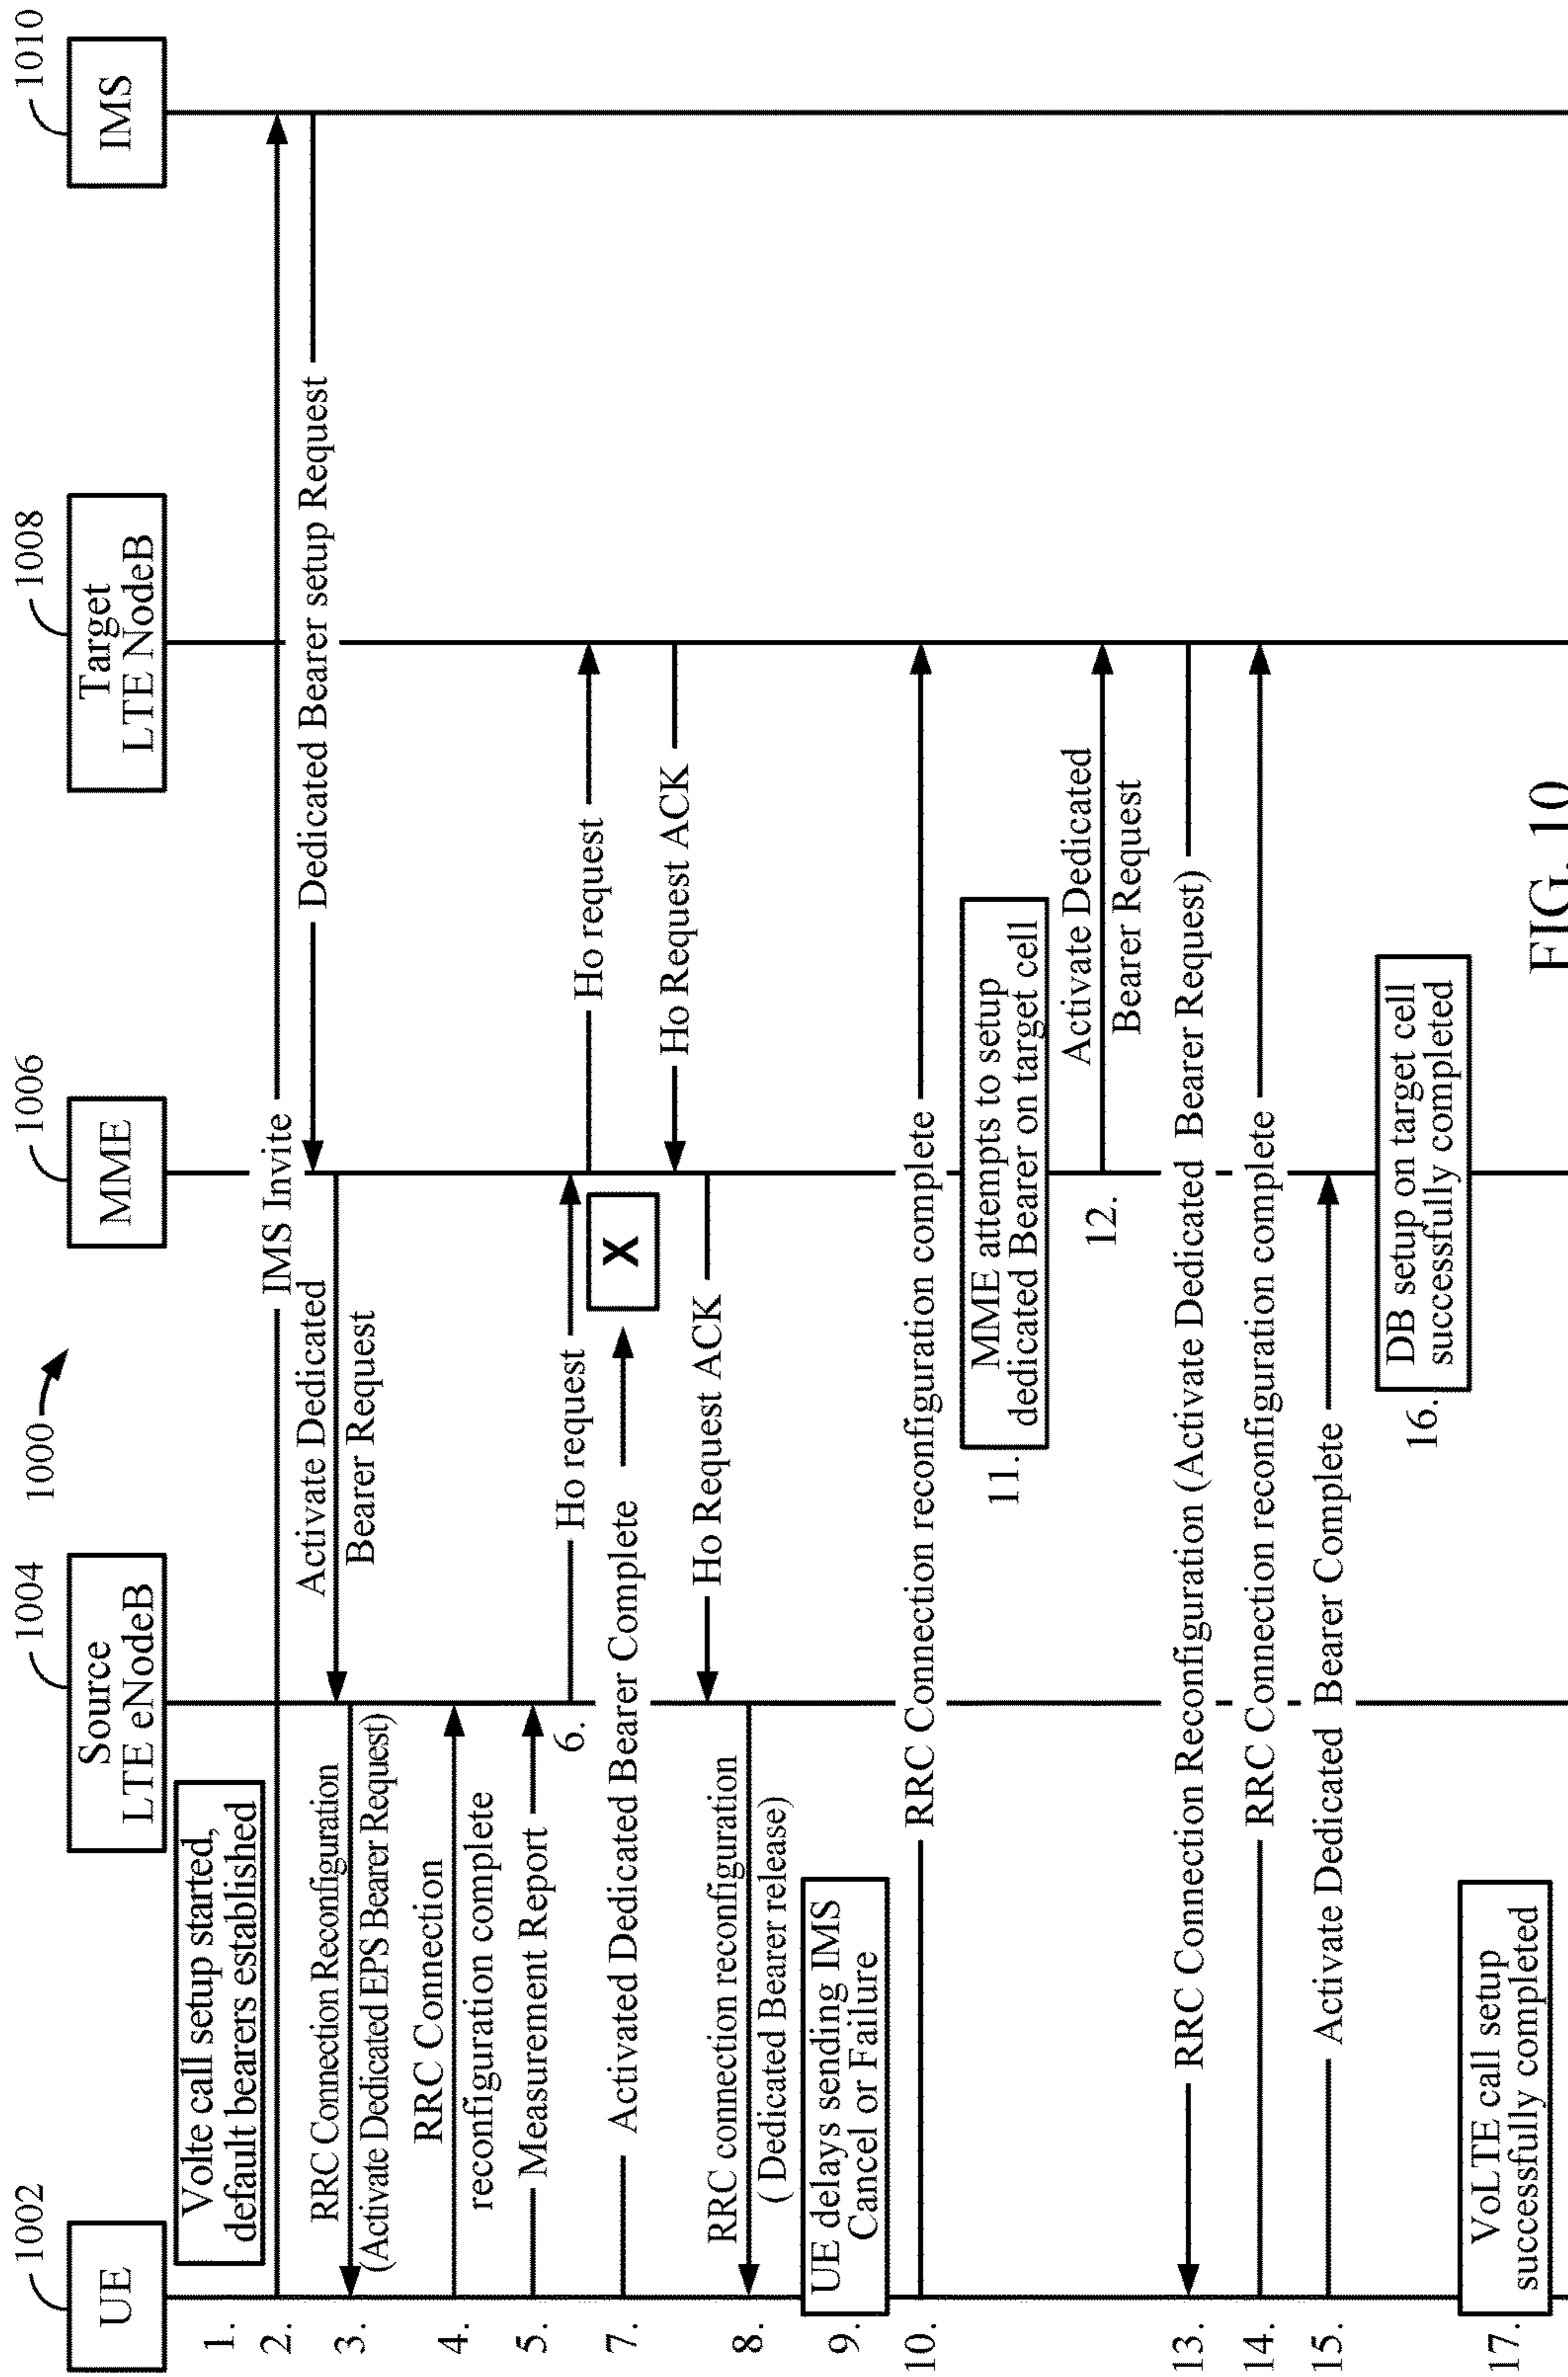 1000
1002
1004
1006
1008
1010
UE
Source
LTE eNodeB
MME
Target
LTE NodeB
IMS
1.
Volte call setup started,
default bearers established
2.
IMS Invite
Dedicated Bearer setup Request
Activate Dedicated
Bearer Request
3.
RRC Connection Reconfiguration
(Activate Dedicated EPS Bearer Request)
4.
RRC Connection
reconfiguration complete
5.
Measurement Report
6.
Ho request
Ho request
7.
Activated Dedicated Bearer Complete
X
Ho Request ACK
Ho Request ACK
8.
RRC connection reconfiguration
( Dedicated Bearer release)
9.
UE delays sending IMS
Cancel or Failure
10.
RRC Connection reconfiguration complete
11.
MME attempts to setup
dedicated Bearer on target cell
12.
Activate Dedicated
Bearer Request
13.
RRC Connection Reconfiguration (Activate Dedicated Bearer Request)
14.
RRC Connection reconfiguration complete
15.
Activate Dedicated Bearer Complete
16.
DB setup on target cell
successfully completed
17.
VoLTE call setup
successfully completed
FIG. 10